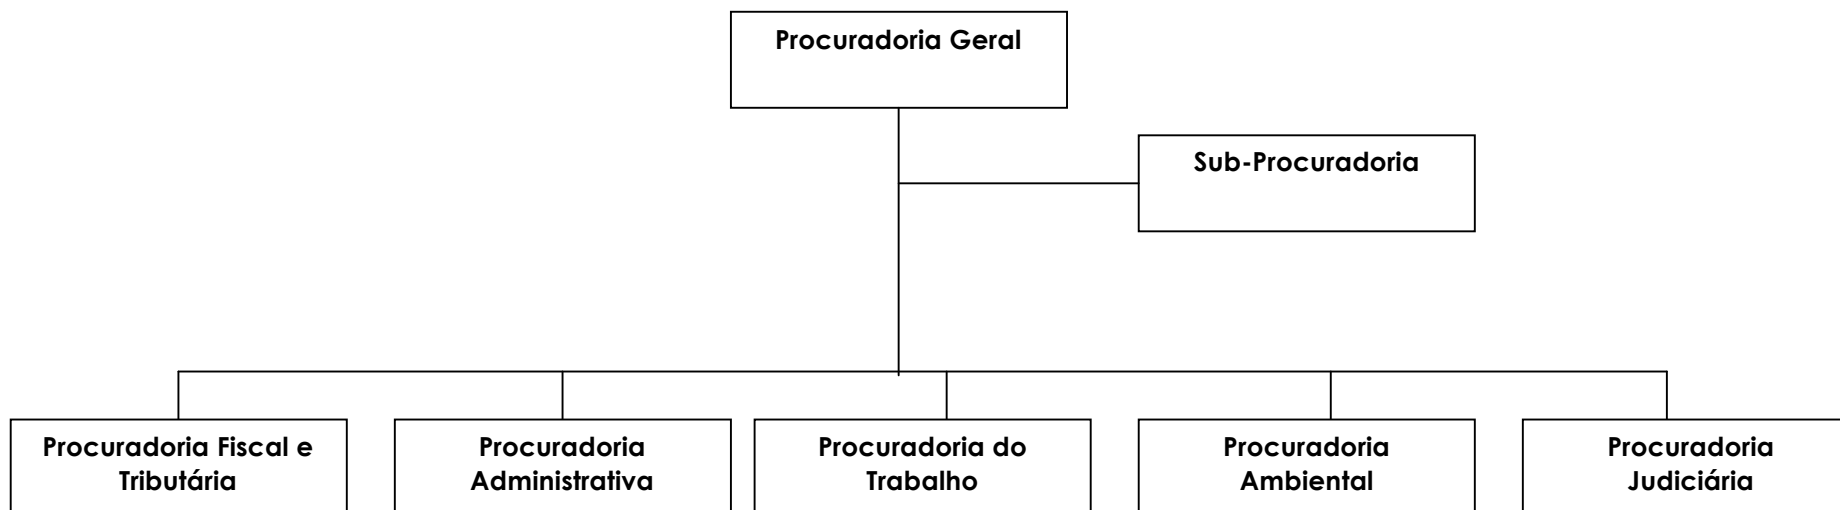 Procuradoria Geral
Sub-Procuradoria
Procuradoria Fiscal e
Tributária
Procuradoria
Administrativa
Procuradoria do
Trabalho
Procuradoria
Ambiental
Procuradoria
Judiciária